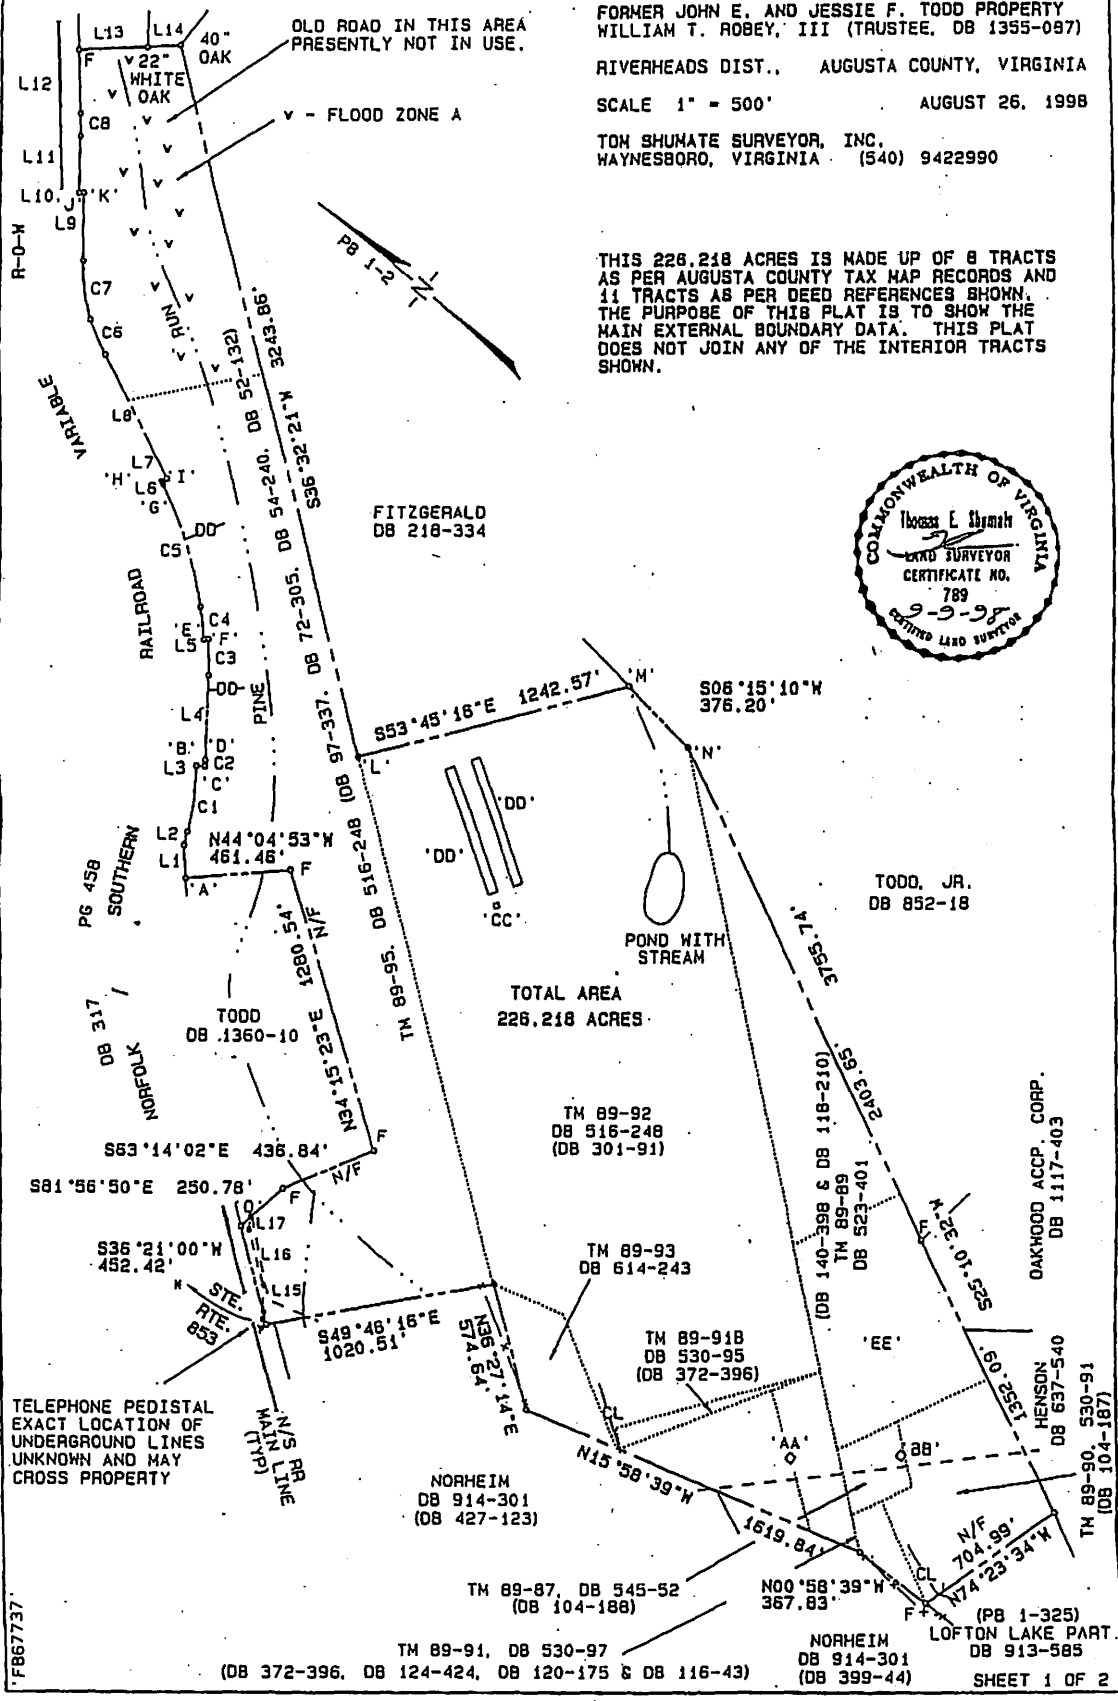 FORMER JOHN E. AND JESSIE F. TODD PROPERTY
WILLIAM T. ROBEY, III (TRUSTEE, DB 1355-087)
RIVERHEADS DIST., AUGUSTA COUNTY, VIRGINIA
SCALE 1" = 500' AUGUST 26, 1998
TOM SHUMATE SURVEYOR, INC.
WAYNESBORO, VIRGINIA (540) 9422990
THIS 226.218 ACRES IS MADE UP OF 8 TRACTS
AS PER AUGUSTA COUNTY TAX MAP RECORDS AND
11 TRACTS AS PER DEED REFERENCES SHOWN.
THE PURPOSE OF THIS PLAT IS TO SHOW THE
MAIN EXTERNAL BOUNDARY DATA. THIS PLAT
DOES NOT JOIN ANY OF THE INTERIOR TRACTS
SHOWN.
OLD ROAD IN THIS AREA
PRESENTLY NOT IN USE.
v - FLOOD ZONE A
L13
L14
40"
OAK
F
22"
WHITE
OAK
L12
C8
L11
L10.
'K'
J
L9
R-O-W
C7
C6
RUN
PB 1-2
N
VARIABLE
L8
L7
'H'
'I'
L6
'G'
DD
C5
RAILROAD
C4
'E'
'F'
L5
C3
DD
L4
PINE
'B'
'D'
L3
C2
'C'
C1
L2
L1
N44°04'53"W
461.46'
F
'A'
S36°32'21"W 3243.86'
TM 89-95. DB 516-248 (DB 97-337. DB 72-305. DB 54-240. DB 52-132)
FITZGERALD
DB 218-334
COMMONWEALTH OF VIRGINIA
Thomas E. Shumate
LAND SURVEYOR
CERTIFICATE NO.
789
9-9-98
CERTIFIED LAND SURVEYOR
S53°45'16"E 1242.57'
'M'
S06°15'10"W
376.20'
'L'
'N'
'DD'
'DD'
'CC'
POND WITH
STREAM
TODD, JR.
DB 852-18
3755.74'
PG 458
SOUTHERN
DB 317 /
NORFOLK
N34°15'23"E 1280.54'
N/F
TODD
DB 1360-10
TOTAL AREA
226.218 ACRES
TM 89-92
DB 516-248
(DB 301-91)
2403.65'
(DB 140-398 & DB 118-210)
TM 89-89
DB 523-401
OAKWOOD ACCP. CORP.
DB 1117-403
S63°14'02"E 436.84'
F
N/F
S81°56'50"E 250.78'
F
L17
S36°21'00"W
452.42'
L16
L15
STE.
RTE.
853
TM 89-93
DB 614-243
F
S25°10'32"W
S49°46'16"E
1020.51'
N36°27'14"E
574.64'
TM 89-91B
DB 530-95
(DB 372-396)
'EE'
1352.09'
HENSON
DB 637-540
TM 89-90, 530-91
(DB 104-187)
TELEPHONE PEDISTAL
EXACT LOCATION OF
UNDERGROUND LINES
UNKNOWN AND MAY
CROSS PROPERTY
N/S RR
MAIN LINE
(TYP)
CL
'AA'
'BB'
N15°58'39"W
1619.84'
NORHEIM
DB 914-301
(DB 427-123)
N/F
704.99'
N74°23'34"W
CL
TM 89-87, DB 545-52
(DB 104-188)
N00°58'39"W
367.83'
F
(PB 1-325)
LOFTON LAKE PART.
DB 913-585
TM 89-91, DB 530-97
(DB 372-396, DB 124-424, DB 120-175 & DB 116-43)
NORHEIM
DB 914-301
(DB 399-44)
SHEET 1 OF 2
FB67737